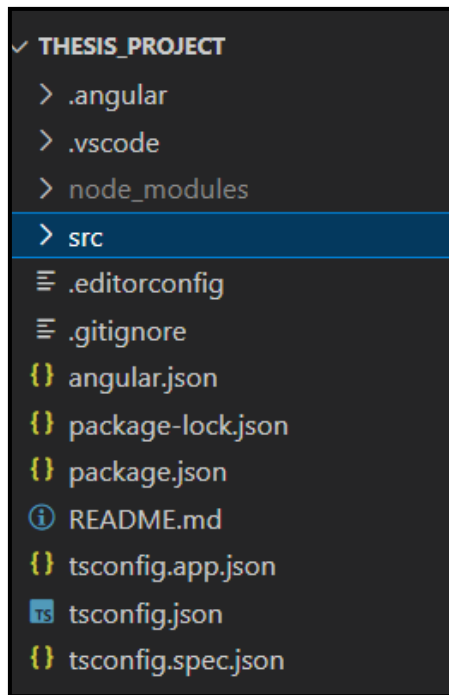 THESIS_PROJECT
.angular
.vscode
node_modules
src
.editorconfig
.gitignore
{} angular.json
{} package-lock.json
{} package.json
README.md
{} tsconfig.app.json
TS tsconfig.json
{} tsconfig.spec.json